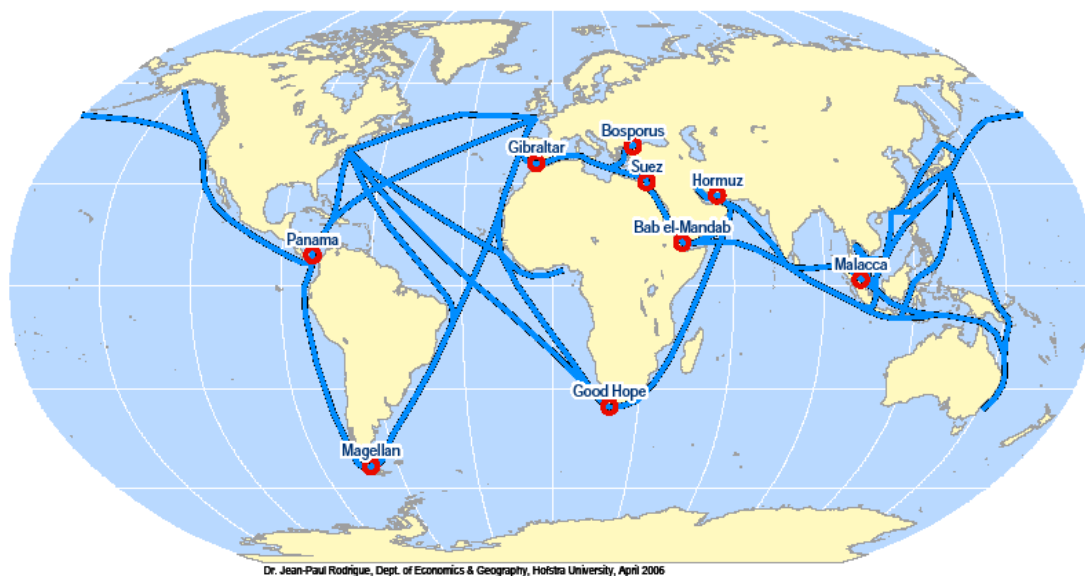 Bosporus
Gibraltar
Suez
Hormuz
Bab el-Mandab
Panama
Malacca
Good Hope
Magellan
Dr. Jean-Paul Rodrigue, Dept. of Economics & Geography, Hofstra University, April 2006